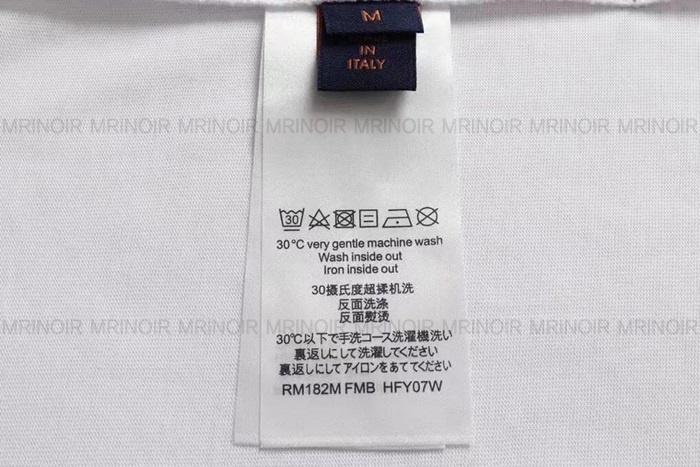 M
IN
ITALY
MRINOIR MRINOIR MRINOIR MRINOIR MRINOIR MRINOIR MRINOIR MRINOIR
30
30°C very gentle machine wash
Wash inside out
Iron inside out
30摄氏度超揉机洗
反面洗涤
反面熨烫
MRINOIR MRINOIR MRINOIR MRINOIR MRINOIR MRINOIR MRINOIR MRINOIR
30℃以下で手洗コース洗濯機洗い
裏返しにして洗濯してください
裏返しにしてアイロンをあててください
RM182M FMB HFY07W